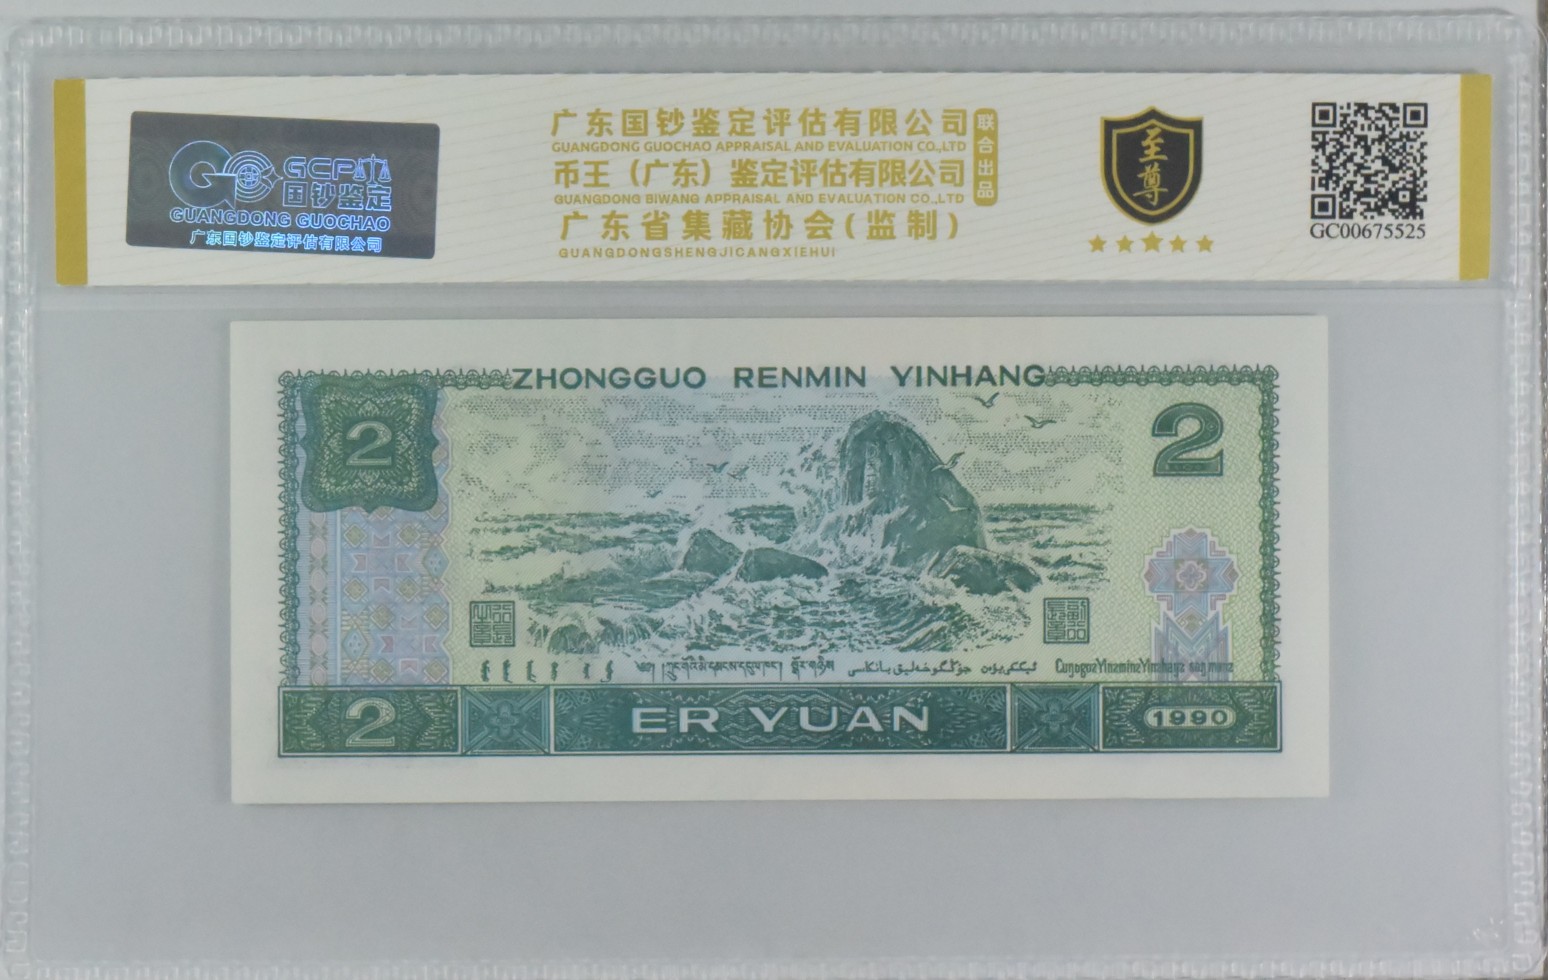 GCP
国钞鉴定
GUANGDONG GUOCHAO
广东国钞鉴定评估有限公司
广东国钞鉴定评估有限公司
GUANGDONG GUOCHAO APPRAISAL AND EVALUATION CO.,LTD
币王（广东）鉴定评估有限公司
GUANGDONG BIWANG APPRAISAL AND EVALUATION CO.,LTD
广东省集藏协会(监制)
GUANGDONGSHENGJICANGXIEHUI
联合出品
至尊
GC00675525
ZHONGGUO RENMIN YINHANG
2
2
2
ER YUAN
1990